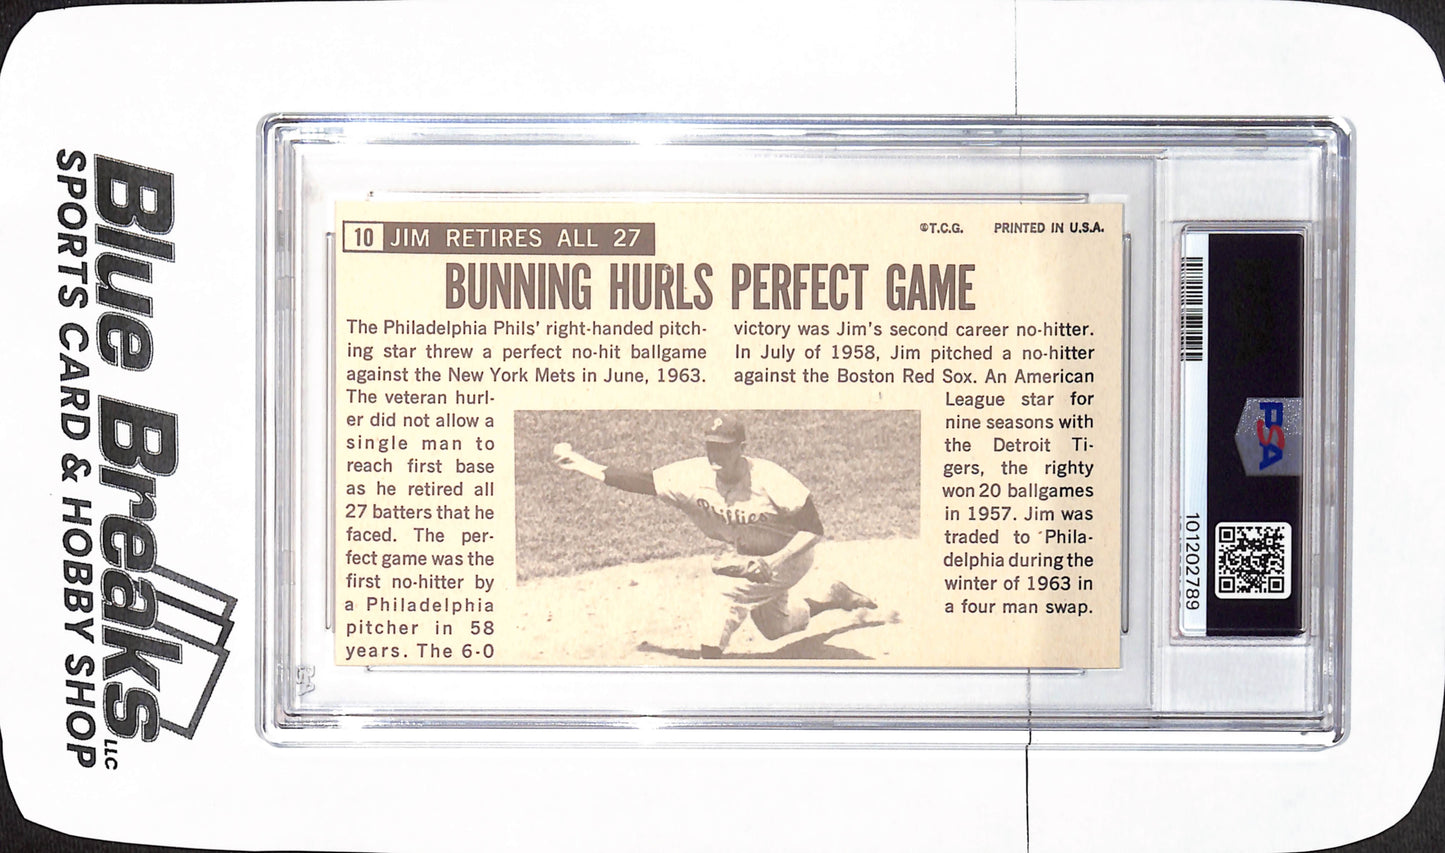 Blue Breaks LLC
SPORTS CARD & HOBBY SHOP
10 JIM RETIRES ALL 27
©T.C.G. PRINTED IN U.S.A.
BUNNING HURLS PERFECT GAME
The Philadelphia Phils' right-handed pitch-
ing star threw a perfect no-hit ballgame
against the New York Mets in June, 1963.
The veteran hurl-
er did not allow a
single man to
reach first base
as he retired all
27 batters that he
faced. The per-
fect game was the
first no-hitter by
a Philadelphia
pitcher in 58
years. The 6-0
victory was Jim's second career no-hitter.
In July of 1958, Jim pitched a no-hitter
against the Boston Red Sox. An American
League star for
nine seasons with
the Detroit Ti-
gers, the righty
won 20 ballgames
in 1957. Jim was
traded to Phila-
delphia during the
winter of 1963 in
a four man swap.
Phillies
P
PSA
101202789
PSA